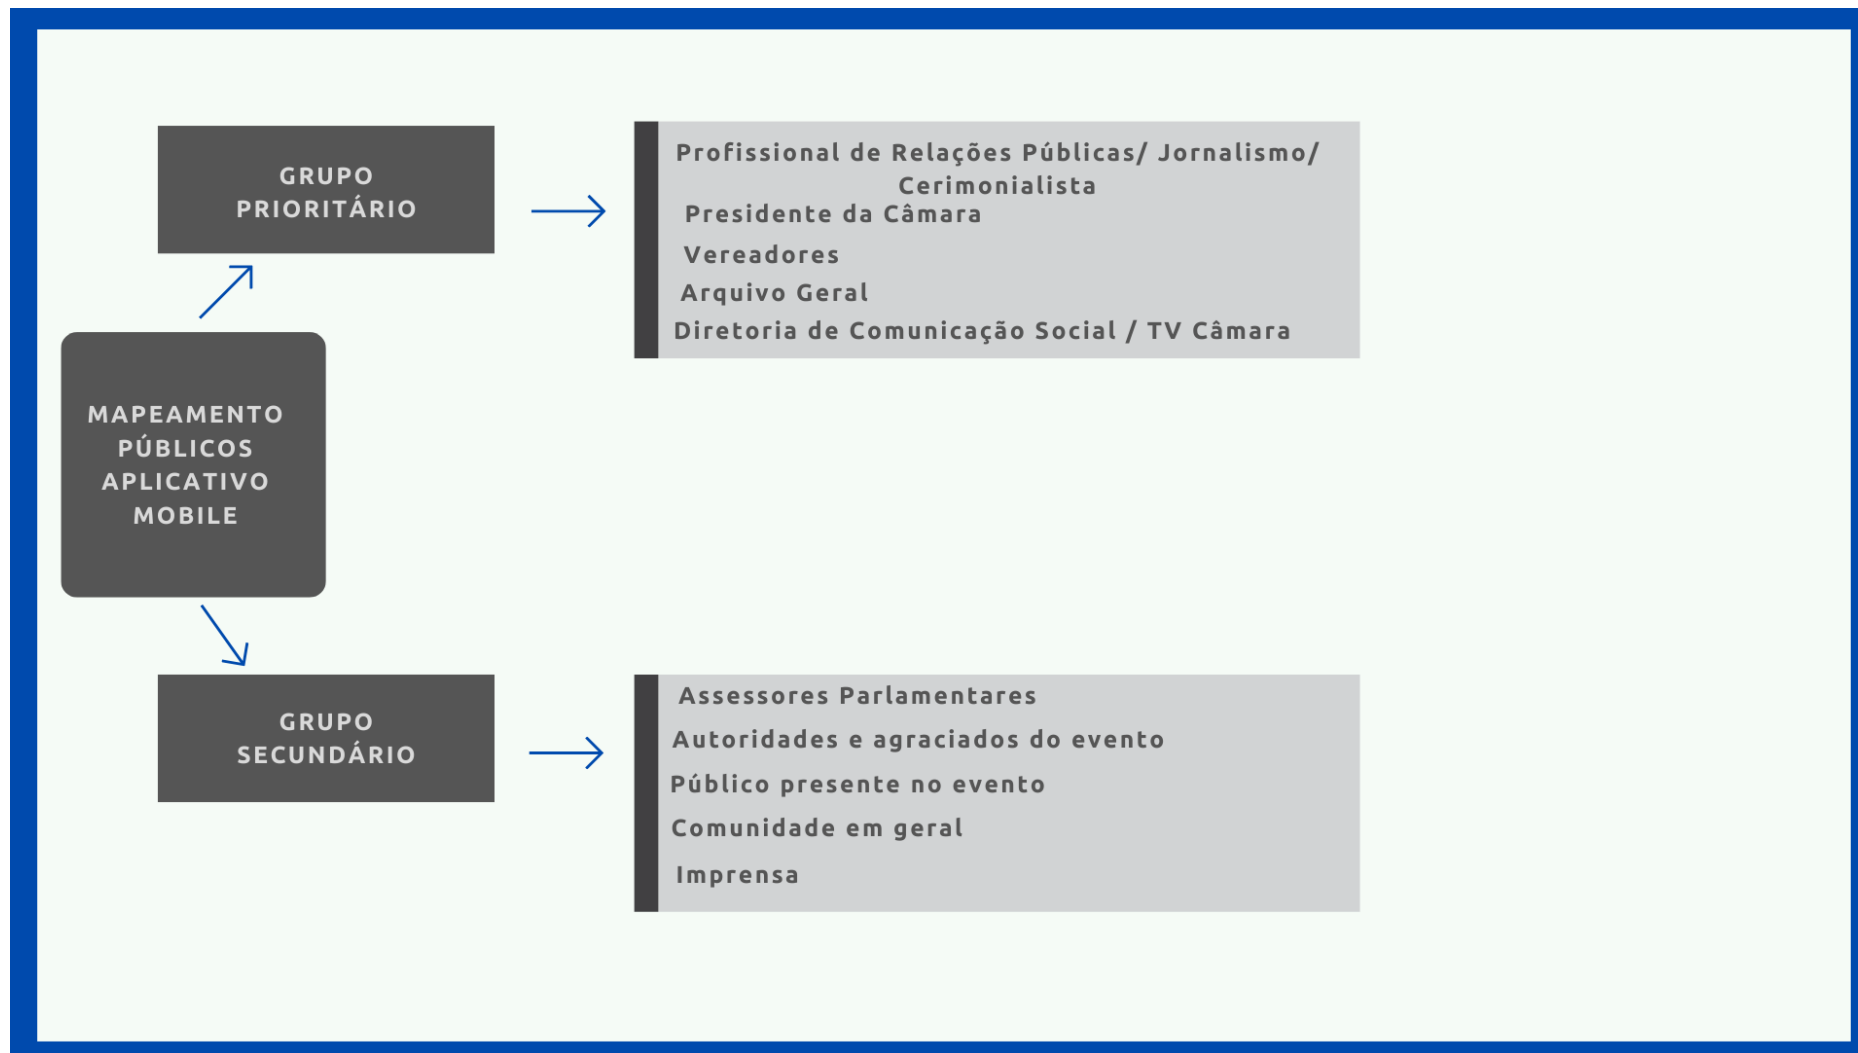 GRUPO
PRIORITÁRIO
Profissional de Relações Públicas/ Jornalismo/
Cerimonialista
Presidente da Câmara
Vereadores
Arquivo Geral
Diretoria de Comunicação Social / TV Câmara
MAPEAMENTO
PÚBLICOS
APLICATIVO
MOBILE
GRUPO
SECUNDÁRIO
Assessores Parlamentares
Autoridades e agraciados do evento
Público presente no evento
Comunidade em geral
Imprensa